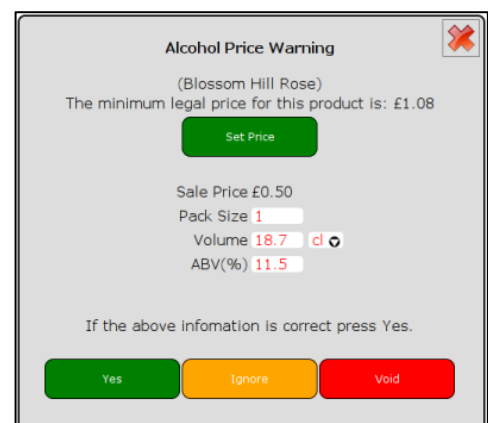 Alcohol Price Warning
(Blossom Hill Rose)
The minimum legal price for this product is: £1.08
Set Price
Sale Price £0.50
Pack Size 1
Volume 18.7 cl
ABV(%) 11.5
If the above infomation is correct press Yes.
Yes Ignore Void